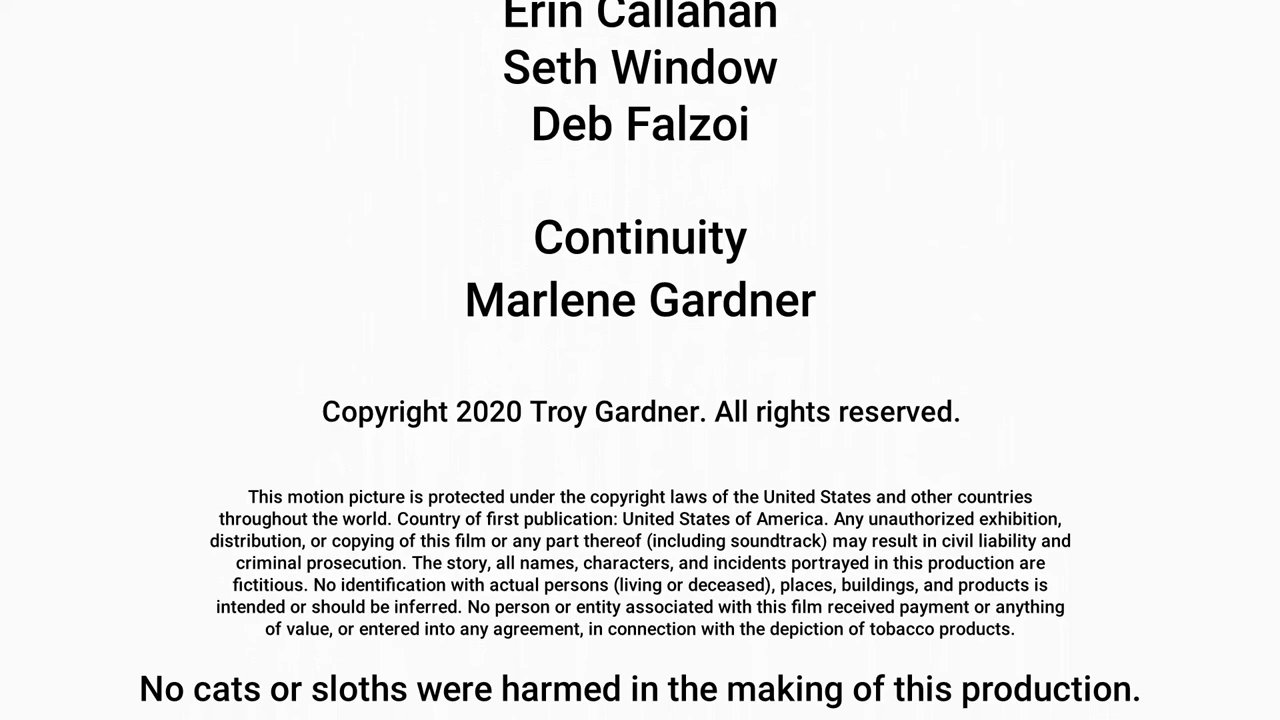 Erin Callahan
Seth Window
Deb Falzoi
Continuity
Marlene Gardner
Copyright 2020 Troy Gardner. All rights reserved.
This motion picture is protected under the copyright laws of the United States and other countries
throughout the world. Country of first publication: United States of America. Any unauthorized exhibition,
distribution, or copying of this film or any part thereof (including soundtrack) may result in civil liability and
criminal prosecution. The story, all names, characters, and incidents portrayed in this production are
fictitious. No identification with actual persons (living or deceased), places, buildings, and products is
intended or should be inferred. No person or entity associated with this film received payment or anything
of value, or entered into any agreement, in connection with the depiction of tobacco products.
No cats or sloths were harmed in the making of this production.